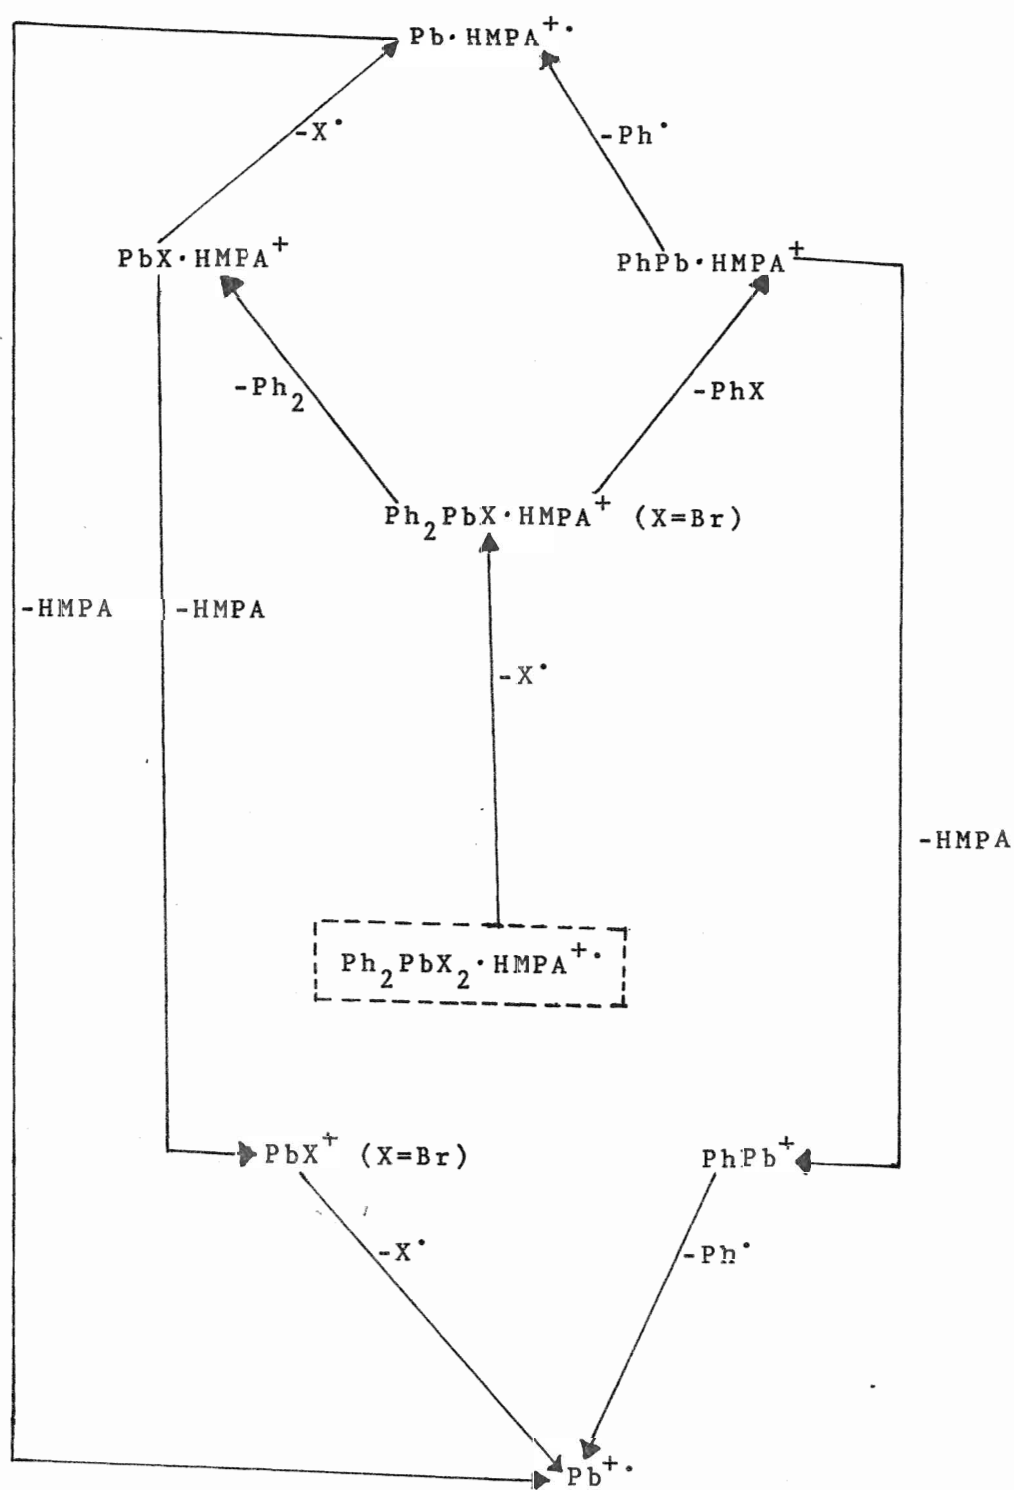 Pb·HMPA⁺˙
-X˙
-Ph˙
PbX·HMPA⁺
PhPb·HMPA⁺
-Ph₂
-PhX
Ph₂PbX·HMPA⁺ (X=Br)
-HMPA
-HMPA
-X˙
-HMPA
Ph₂PbX₂·HMPA⁺˙
PbX⁺ (X=Br)
PhPb⁺
-X˙
-Ph˙
Pb⁺˙